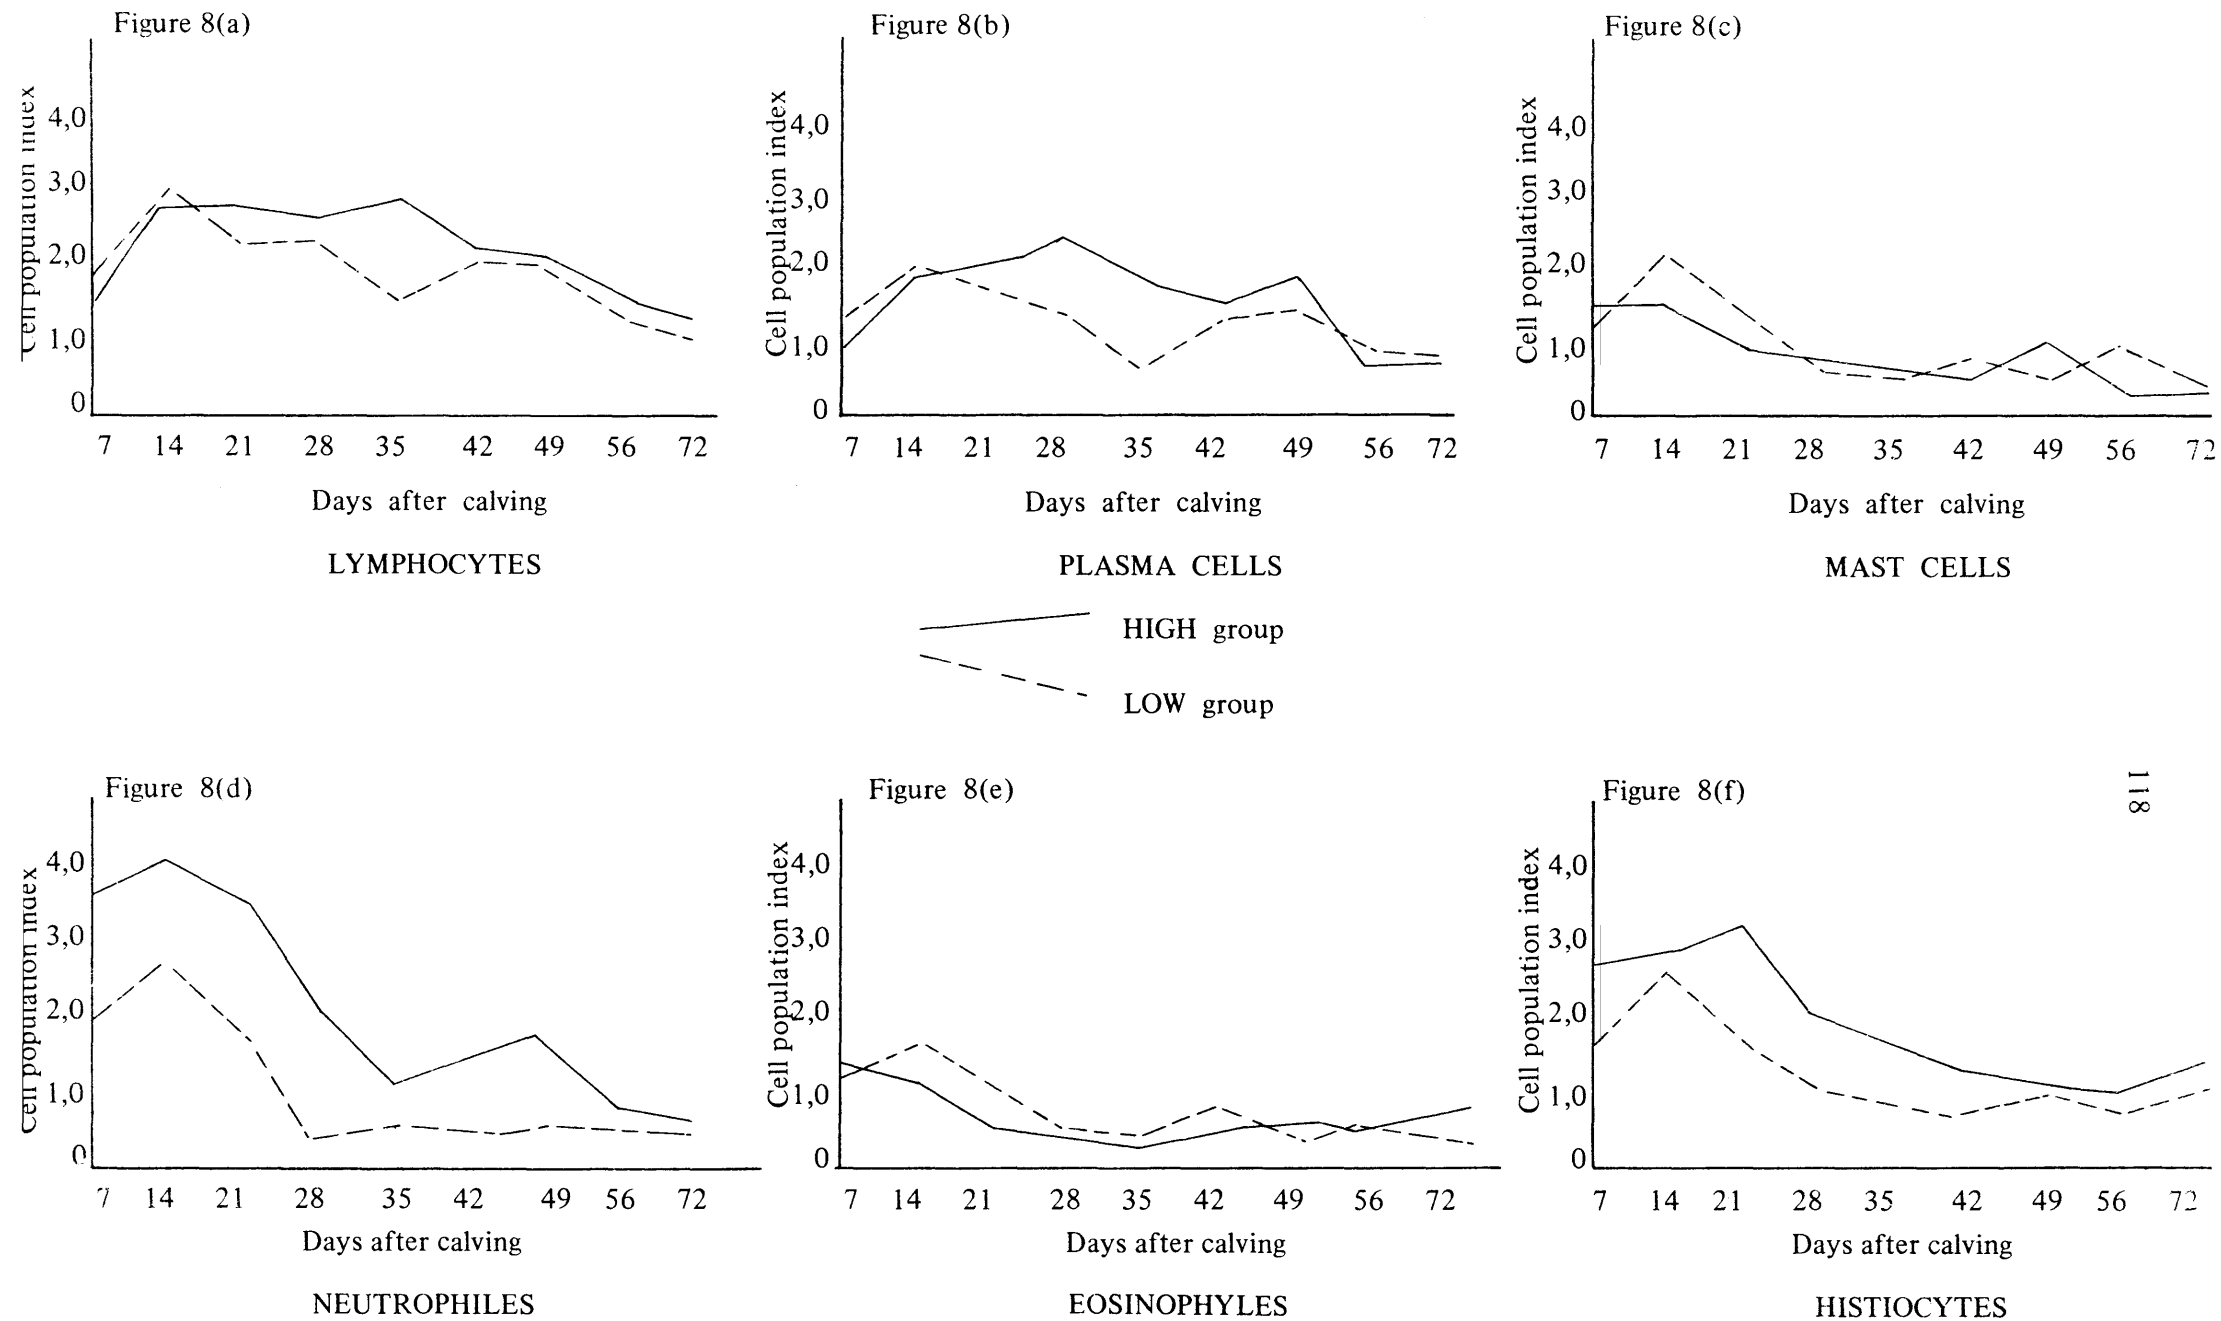 Figure 8(a)
Cell population index
4,0
3,0
2,0
1,0
0
7 14 21 28 35 42 49 56 72
Days after calving
LYMPHOCYTES
Figure 8(b)
Cell population index
4,0
3,0
2,0
1,0
0
7 14 21 28 35 42 49 56 72
Days after calving
PLASMA CELLS
Figure 8(c)
Cell population index
4,0
3,0
2,0
1,0
0
7 14 21 28 35 42 49 56 72
Days after calving
MAST CELLS
HIGH group
LOW group
Figure 8(d)
Cell population index
4,0
3,0
2,0
1,0
0
7 14 21 28 35 42 49 56 72
Days after calving
NEUTROPHILES
Figure 8(e)
Cell population index
4,0
3,0
2,0
1,0
0
7 14 21 28 35 42 49 56 72
Days after calving
EOSINOPHYLES
Figure 8(f)
Cell population index
4,0
3,0
2,0
1,0
0
7 14 21 28 35 42 49 56 72
Days after calving
HISTIOCYTES
118